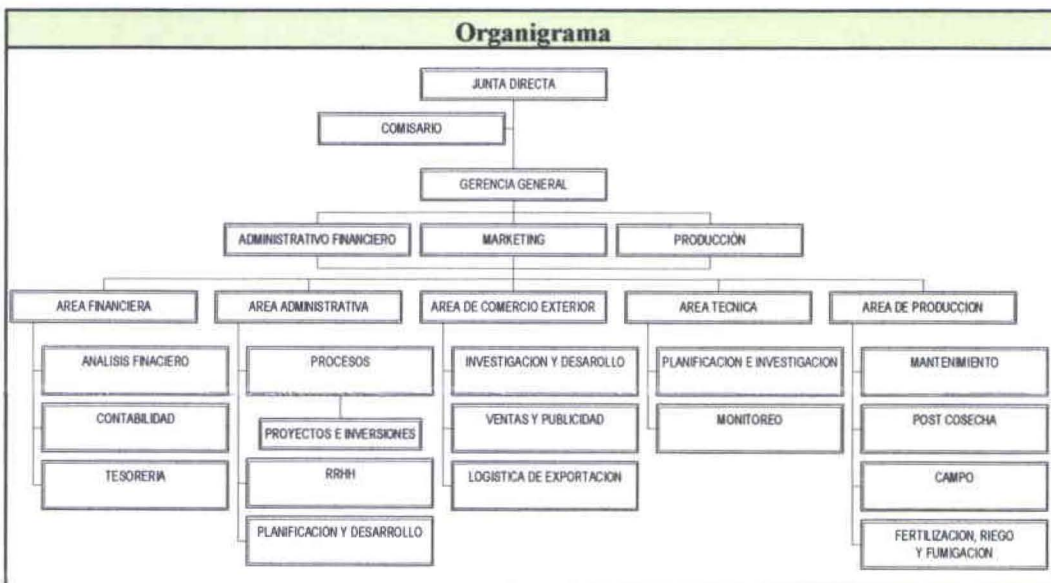 Organigrama
JUNTA DIRECTA
COMISARIO
GERENCIA GENERAL
ADMINISTRATIVO FINANCIERO
MARKETING
PRODUCCIÓN
AREA FINANCIERA
AREA ADMINISTRATIVA
AREA DE COMERCIO EXTERIOR
AREA TECNICA
AREA DE PRODUCCION
ANALISIS FINACIERO
CONTABILIDAD
TESORERIA
PROCESOS
PROYECTOS E INVERSIONES
RRHH
PLANIFICACIÓN Y DESARROLLO
INVESTIGACION Y DESAROLLO
VENTAS Y PUBLICIDAD
LOGISTICA DE EXPORTACION
PLANIFICACION E INVESTIGACION
MONITOREO
MANTENIMIENTO
POST COSECHA
CAMPO
FERTILIZACION, RIEGO
Y FUMIGACION